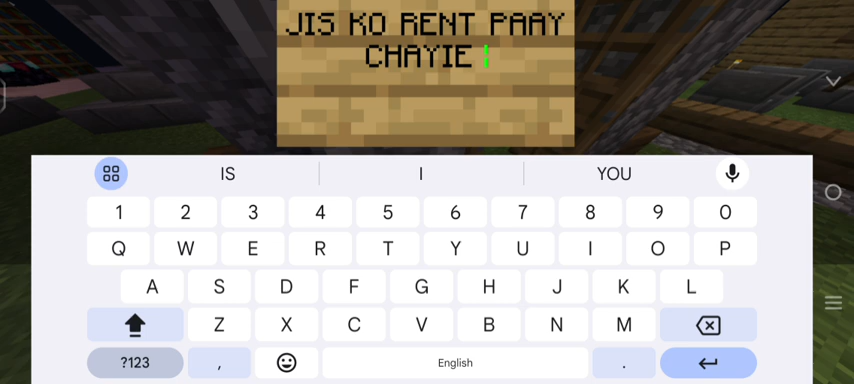 JIS KO RENT PAAY
CHAYIE
IS I YOU
1 2 3 4 5 6 7 8 9 0
Q W E R T Y U I O P
A S D F G H J K L
Z X C V B N M
?123 , English .